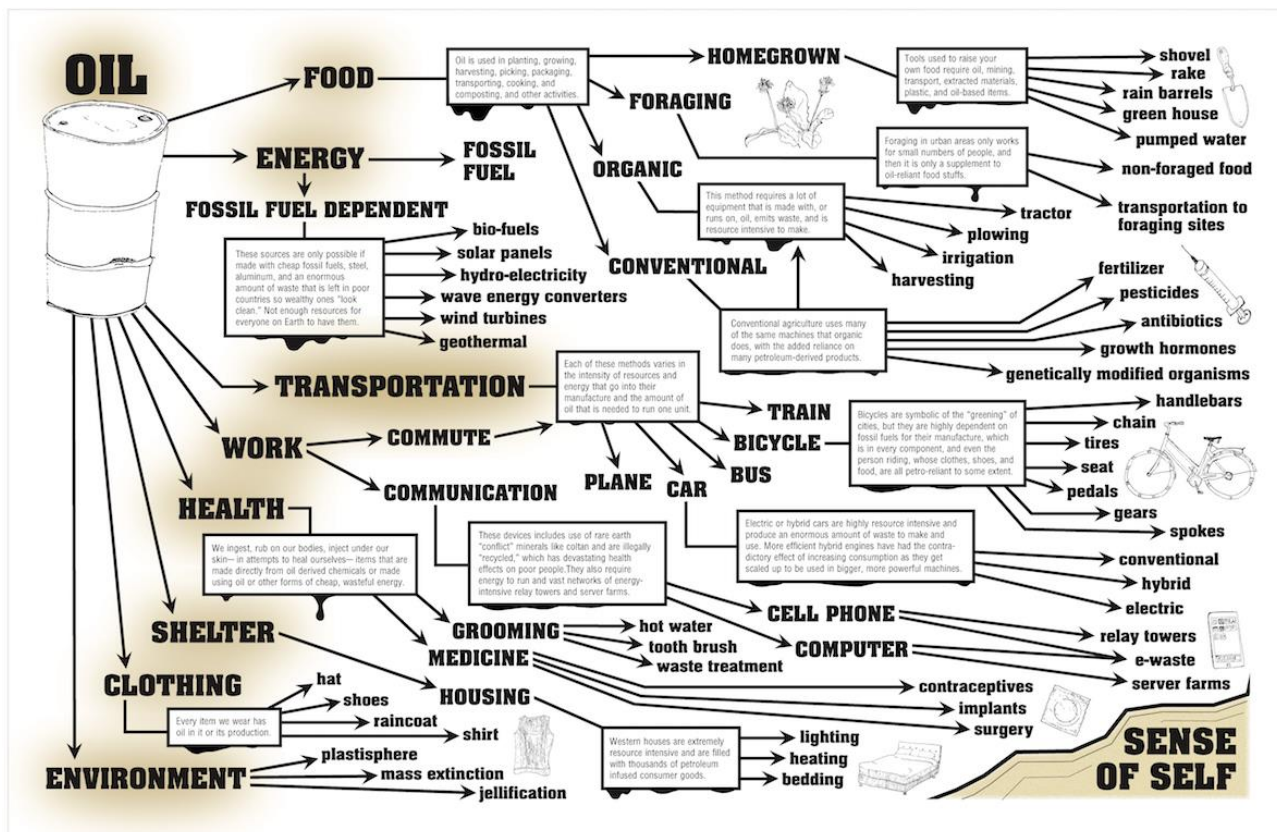 OIL
FOOD
Oil is used in planting, growing,
harvesting, picking, packaging,
transporting, cooking, and
composting, and other activities.
HOMEGROWN
Tools used to raise your
own food require oil, mining,
transport, extracted materials,
plastic, and oil-based items.
shovel
rake
rain barrels
green house
pumped water
FORAGING
Foraging in urban areas only works
for small numbers of people, and
then it is only a supplement to
oil-reliant food stuffs.
non-foraged food
transportation to
foraging sites
ORGANIC
This method requires a lot of
equipment that is made with, or
runs on, oil, emits waste, and is
resource intensive to make.
tractor
plowing
irrigation
harvesting
CONVENTIONAL
Conventional agriculture uses many
of the same machines that organic
does, with the added reliance on
many petroleum-derived products.
fertilizer
pesticides
antibiotics
growth hormones
genetically modified organisms
ENERGY
FOSSIL
FUEL
FOSSIL FUEL DEPENDENT
These sources are only possible if
made with cheap fossil fuels, steel,
aluminum, and an enormous
amount of waste that is left in poor
countries so wealthy ones "look
clean." Not enough resources for
everyone on Earth to have them.
bio-fuels
solar panels
hydro-electricity
wave energy converters
wind turbines
geothermal
TRANSPORTATION
Each of these methods varies in
the intensity of resources and
energy that go into their
manufacture and the amount of
oil that is needed to run one unit.
TRAIN
BICYCLE
BUS
CAR
PLANE
Bicycles are symbolic of the "greening" of
cities, but they are highly dependent on
fossil fuels for their manufacture, which
is in every component, and even the
person riding, whose clothes, shoes, and
food, are all petro-reliant to some extent.
handlebars
chain
tires
seat
pedals
gears
spokes
Electric or hybrid cars are highly resource intensive and
produce an enormous amount of waste to make and
use. More efficient hybrid engines have had the contra-
dictory effect of increasing consumption as they get
scaled up to be used in bigger, more powerful machines.
conventional
hybrid
electric
WORK
COMMUTE
COMMUNICATION
These devices includes use of rare earth
"conflict" minerals like coltan and are illegally
"recycled," which has devastating health
effects on poor people.They also require
energy to run and vast networks of energy-
intensive relay towers and server farms.
CELL PHONE
COMPUTER
relay towers
e-waste
server farms
HEALTH
We ingest, rub on our bodies, inject under our
skin— in attempts to heal ourselves— items that are
made directly from oil derived chemicals or made
using oil or other forms of cheap, wasteful energy.
GROOMING
hot water
tooth brush
waste treatment
MEDICINE
contraceptives
implants
surgery
SHELTER
HOUSING
Western houses are extremely
resource intensive and are filled
with thousands of petroleum
infused consumer goods.
lighting
heating
bedding
CLOTHING
Every item we wear has
oil in it or its production.
hat
shoes
raincoat
shirt
ENVIRONMENT
plastisphere
mass extinction
jellification
SENSE
OF SELF